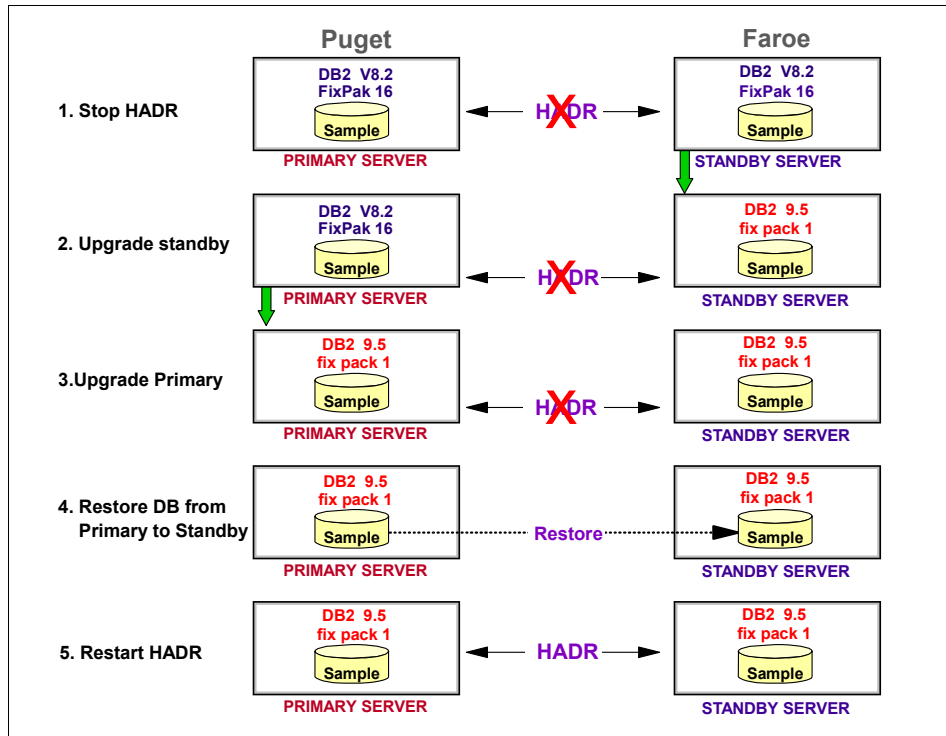 Puget
Faroe
DB2 V8.2
FixPak 16
Sample
PRIMARY SERVER
1. Stop HADR
HADR
DB2 V8.2
FixPak 16
Sample
STANDBY SERVER
2. Upgrade standby
DB2 V8.2
FixPak 16
Sample
PRIMARY SERVER
HADR
DB2 9.5
fix pack 1
Sample
STANDBY SERVER
3.Upgrade Primary
DB2 9.5
fix pack 1
Sample
PRIMARY SERVER
HADR
DB2 9.5
fix pack 1
Sample
STANDBY SERVER
4. Restore DB from
Primary to Standby
DB2 9.5
fix pack 1
Sample
PRIMARY SERVER
Restore
DB2 9.5
fix pack 1
Sample
STANDBY SERVER
5. Restart HADR
DB2 9.5
fix pack 1
Sample
PRIMARY SERVER
HADR
DB2 9.5
fix pack 1
Sample
STANDBY SERVER